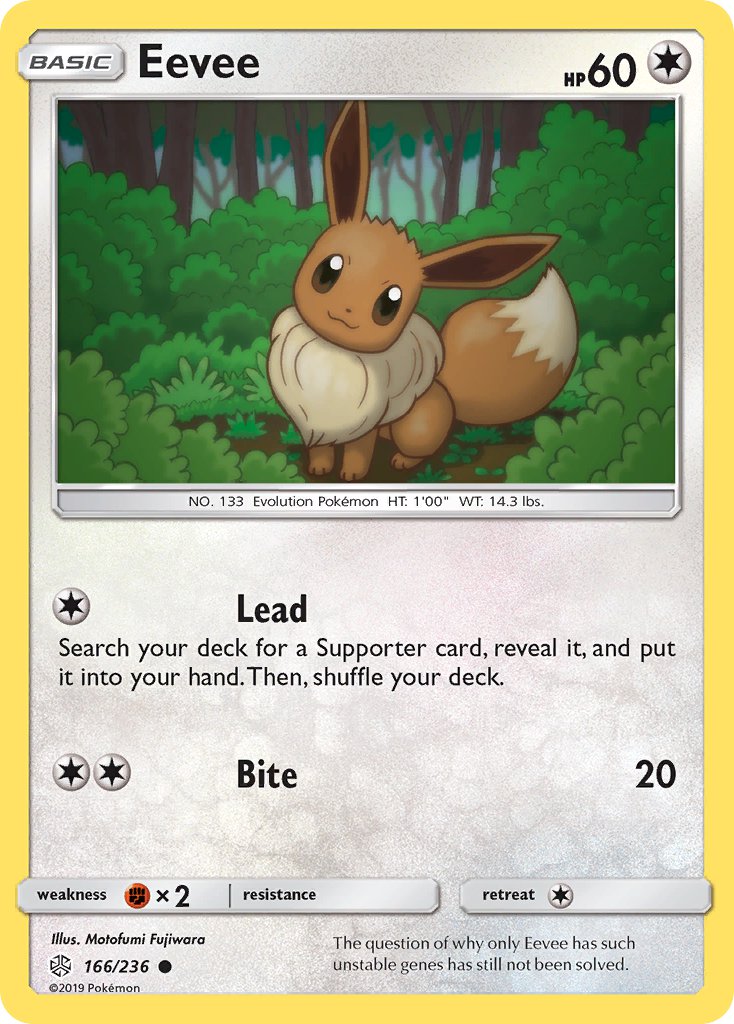 BASIC Eevee HP60
NO. 133 Evolution Pokémon HT: 1'00" WT: 14.3 lbs.
Lead
Search your deck for a Supporter card, reveal it, and put
it into your hand. Then, shuffle your deck.
Bite 20
weakness ×2 resistance retreat
Illus. Motofumi Fujiwara
166/236
©2019 Pokémon
The question of why only Eevee has such
unstable genes has still not been solved.